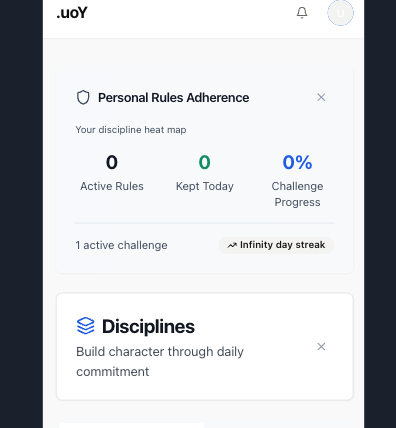 .uoY
U
Personal Rules Adherence
Your discipline heat map
0
0
0%
Active Rules
Kept Today
Challenge
Progress
1 active challenge
Infinity day streak
Disciplines
Build character through daily
commitment